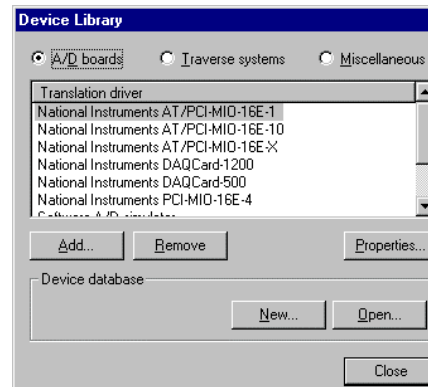 Device Library
A/D boards Traverse systems Miscellaneous
Translation driver
National Instruments AT/PCI-MIO-16E-1
National Instruments AT/PCI-MIO-16E-10
National Instruments AT/PCI-MIO-16E-X
National Instruments DAQCard-1200
National Instruments DAQCard-500
National Instruments PCI-MIO-16E-4
Software A/D simulator
Add... Remove Properties...
Device database
New... Open...
Close